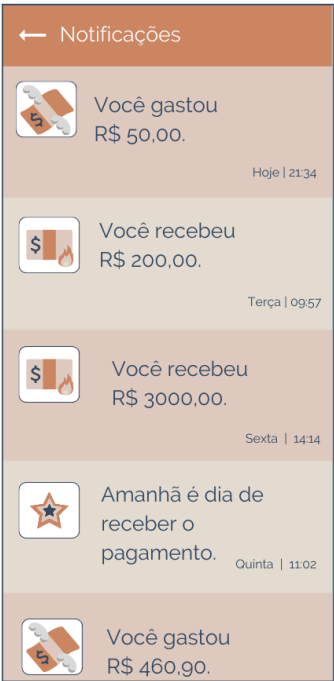 Notificações
Você gastou
R$ 50,00.
Hoje | 21:34
Você recebeu
R$ 200,00.
Terça | 09:57
Você recebeu
R$ 3000,00.
Sexta | 14:14
Amanhã é dia de
receber o
pagamento.
Quinta | 11:02
Você gastou
R$ 460,90.